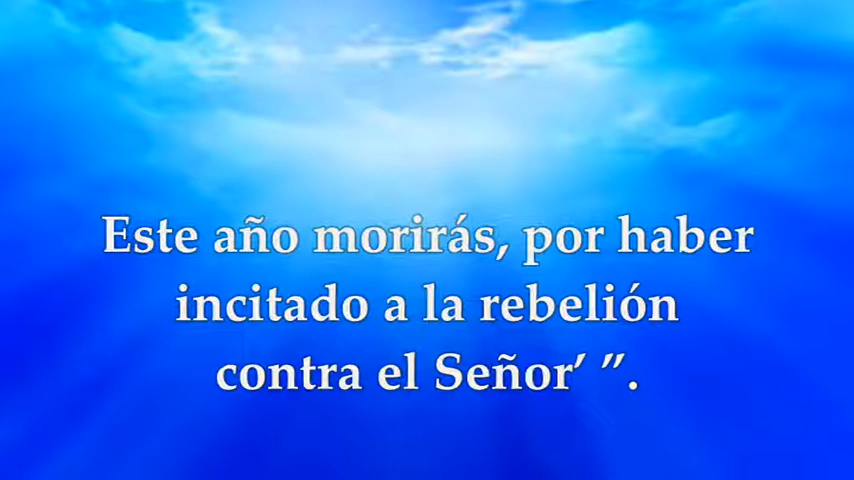 Este año morirás, por haber
incitado a la rebelión
contra el Señor’ ”.